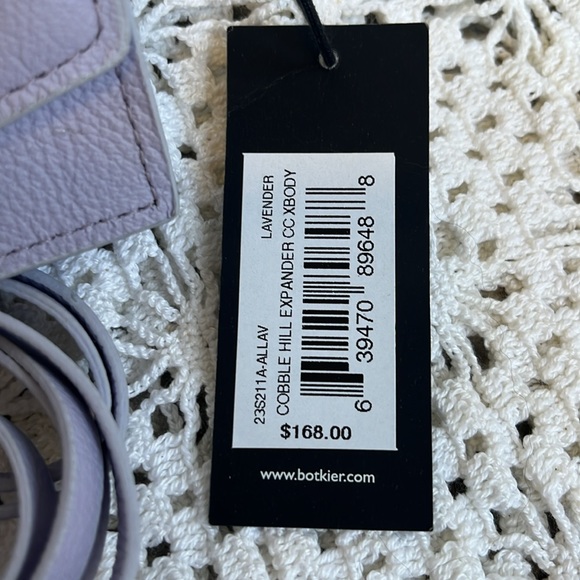 23S211A-ALLAV LAVENDER
COBBLE HILL EXPANDER CC XBODY
6 39470 89648 8
$168.00
www.botkier.com